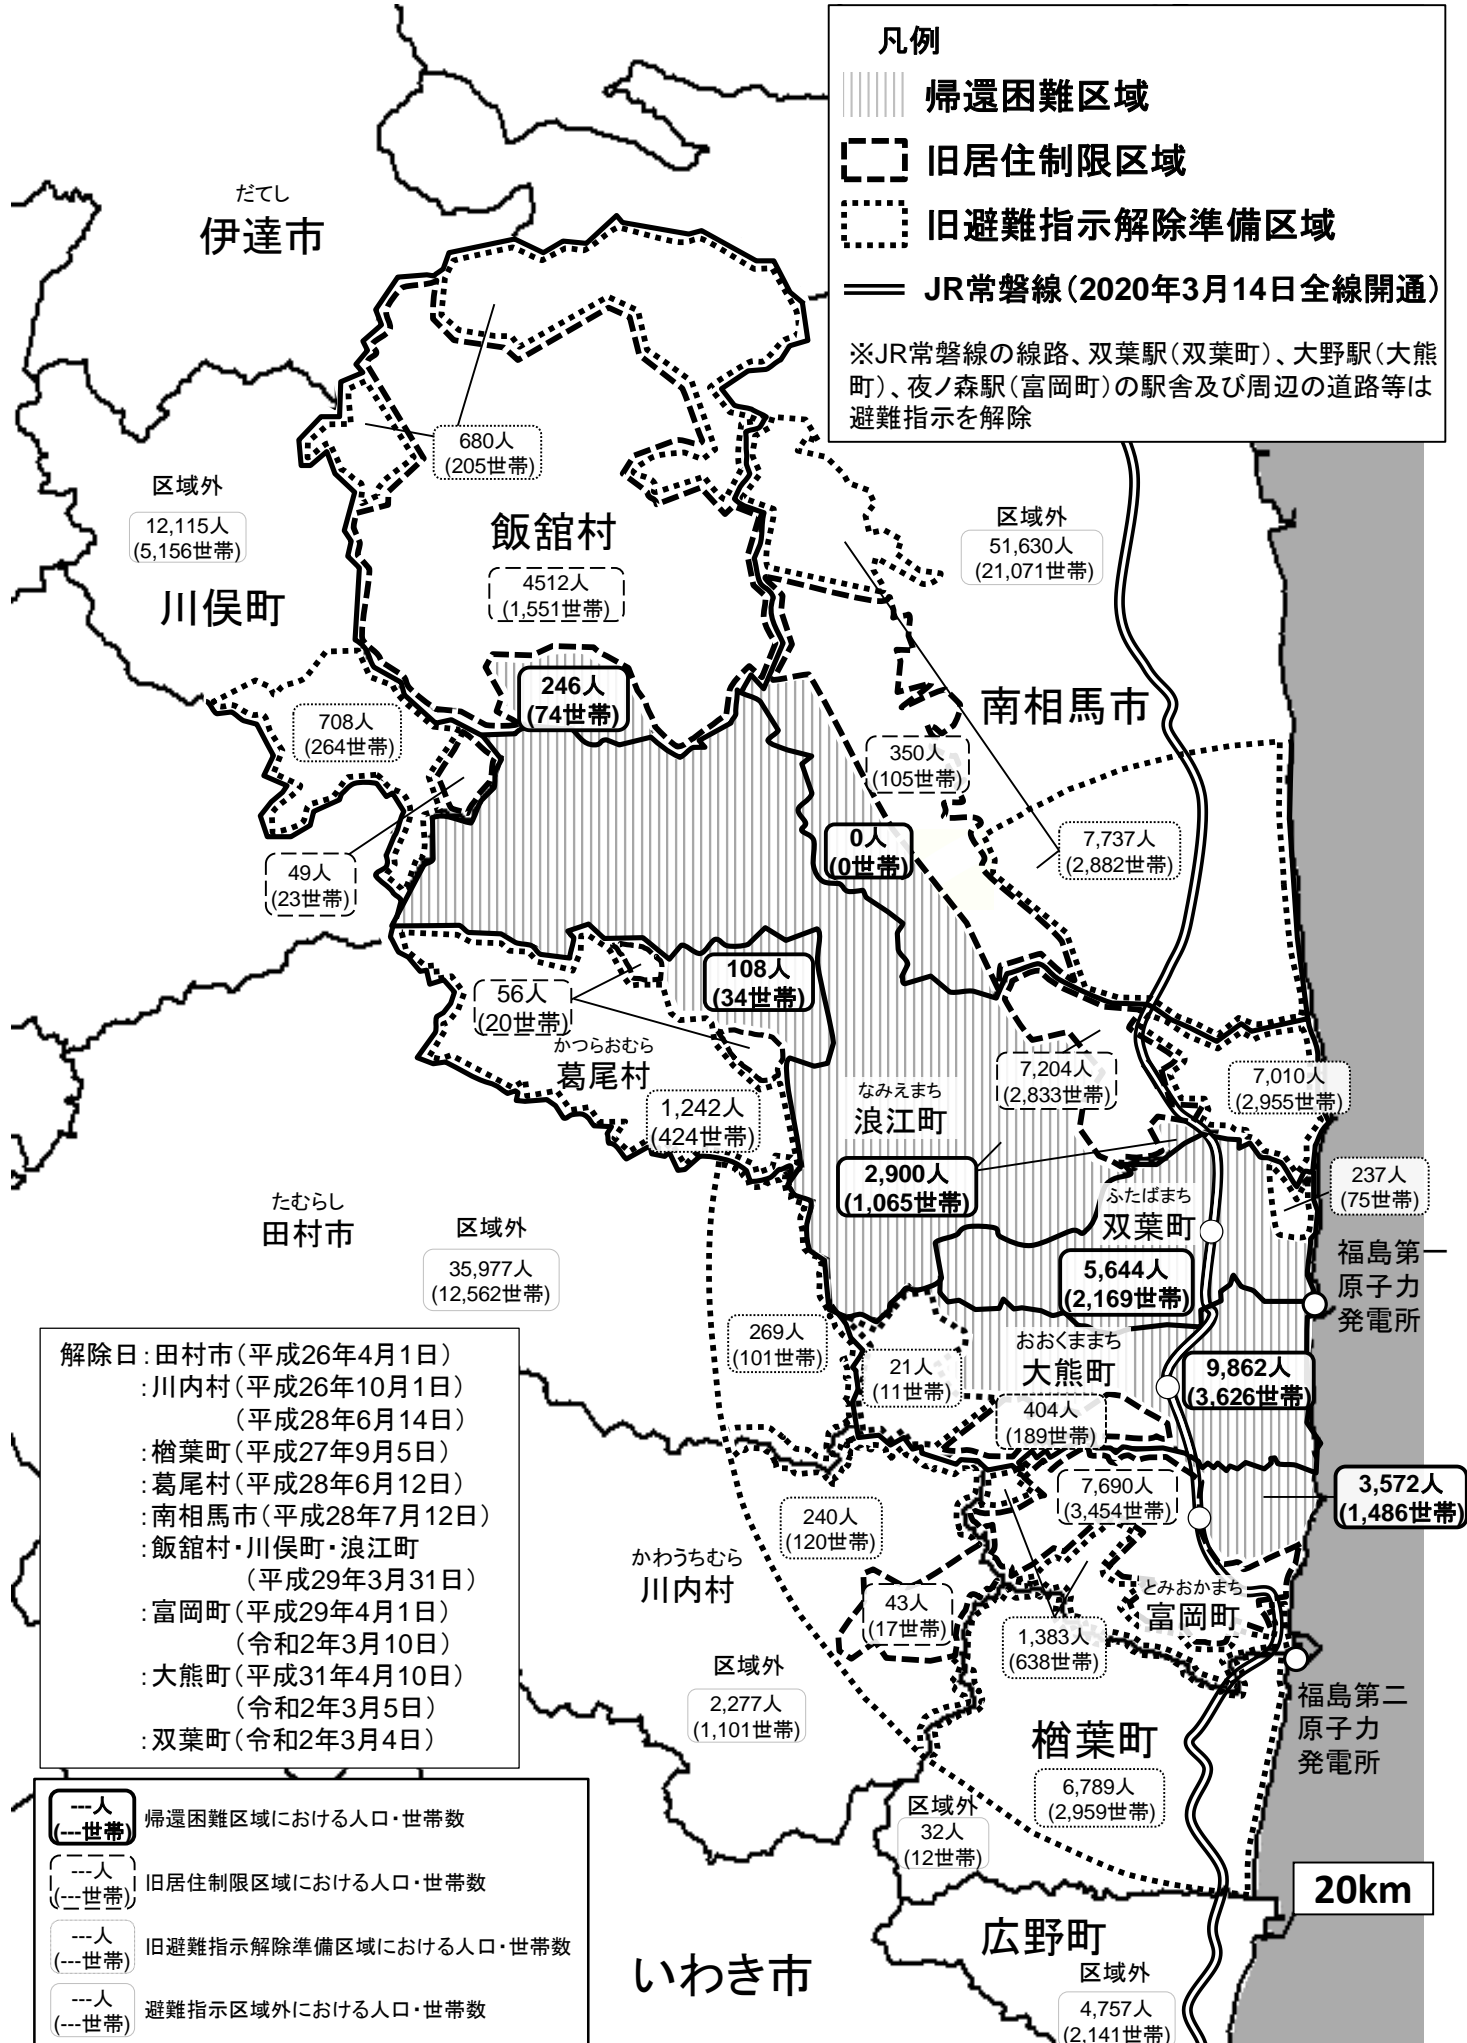 凡例
帰還困難区域
旧居住制限区域
旧避難指示解除準備区域
JR常磐線（2020年3月14日全線開通）
※JR常磐線の線路、双葉駅（双葉町）、大野駅（大熊
町）、夜ノ森駅（富岡町）の駅舎及び周辺の道路等は
避難指示を解除
だてし
伊達市
680人
(205世帯)
区域外
12,115人
(5,156世帯)
川俣町
飯舘村
4512人
(1,551世帯)
区域外
51,630人
(21,071世帯)
246人
(74世帯)
南相馬市
708人
(264世帯)
350人
(105世帯)
49人
(23世帯)
0人
(0世帯)
7,737人
(2,882世帯)
108人
(34世帯)
56人
(20世帯)
かつらおむら
葛尾村
1,242人
(424世帯)
なみえまち
浪江町
7,204人
(2,833世帯)
7,010人
(2,955世帯)
2,900人
(1,065世帯)
237人
(75世帯)
ふたばまち
双葉町
5,644人
(2,169世帯)
福島第一
原子力
発電所
たむらし
田村市
区域外
35,977人
(12,562世帯)
269人
(101世帯)
21人
(11世帯)
おおくままち
大熊町
9,862人
(3,626世帯)
404人
(189世帯)
解除日：田村市（平成26年4月1日）
：川内村（平成26年10月1日）
（平成28年6月14日）
：楢葉町（平成27年9月5日）
：葛尾村（平成28年6月12日）
：南相馬市（平成28年7月12日）
：飯舘村・川俣町・浪江町
（平成29年3月31日）
：富岡町（平成29年4月1日）
（令和2年3月10日）
：大熊町（平成31年4月10日）
（令和2年3月5日）
：双葉町（令和2年3月4日）
7,690人
(3,454世帯)
3,572人
(1,486世帯)
240人
(120世帯)
かわうちむら
川内村
43人
(17世帯)
とみおかまち
富岡町
1,383人
(638世帯)
区域外
2,277人
(1,101世帯)
福島第二
原子力
発電所
楢葉町
6,789人
(2,959世帯)
区域外
32人
(12世帯)
20km
広野町
区域外
4,757人
(2,141世帯)
いわき市
---人
(---世帯)
帰還困難区域における人口・世帯数
---人
(---世帯)
旧居住制限区域における人口・世帯数
---人
(---世帯)
旧避難指示解除準備区域における人口・世帯数
---人
(---世帯)
避難指示区域外における人口・世帯数